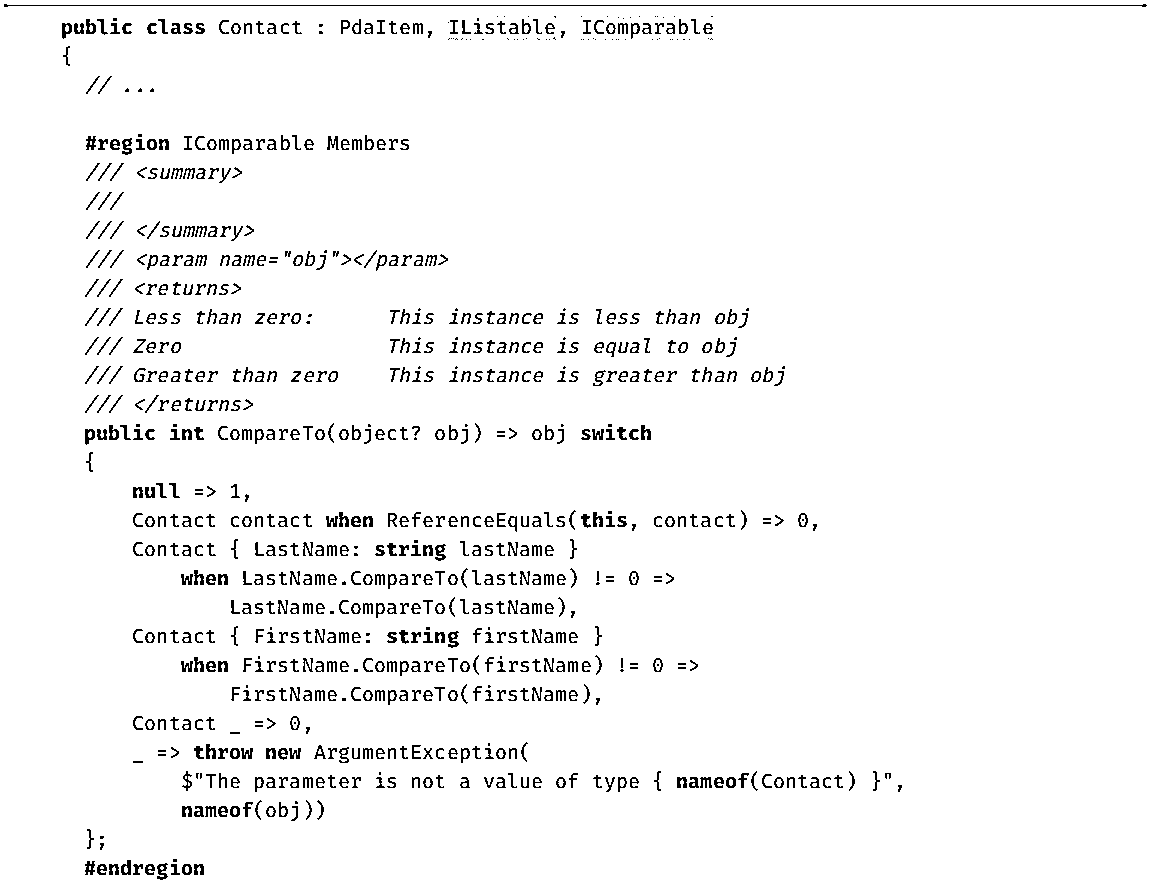 public class Contact : PdaItem, IListable, IComparable
{
  // ...

  #region IComparable Members
  /// <summary>
  ///
  /// </summary>
  /// <param name="obj"></param>
  /// <returns>
  /// Less than zero:      This instance is less than obj
  /// Zero                 This instance is equal to obj
  /// Greater than zero    This instance is greater than obj
  /// </returns>
  public int CompareTo(object? obj) => obj switch
  {
      null => 1,
      Contact contact when ReferenceEquals(this, contact) => 0,
      Contact { LastName: string lastName }
          when LastName.CompareTo(lastName) != 0 =>
              LastName.CompareTo(lastName),
      Contact { FirstName: string firstName }
          when FirstName.CompareTo(firstName) != 0 =>
              FirstName.CompareTo(firstName),
      Contact _ => 0,
      _ => throw new ArgumentException(
          $"The parameter is not a value of type { nameof(Contact) }",
          nameof(obj))
  };
  #endregion